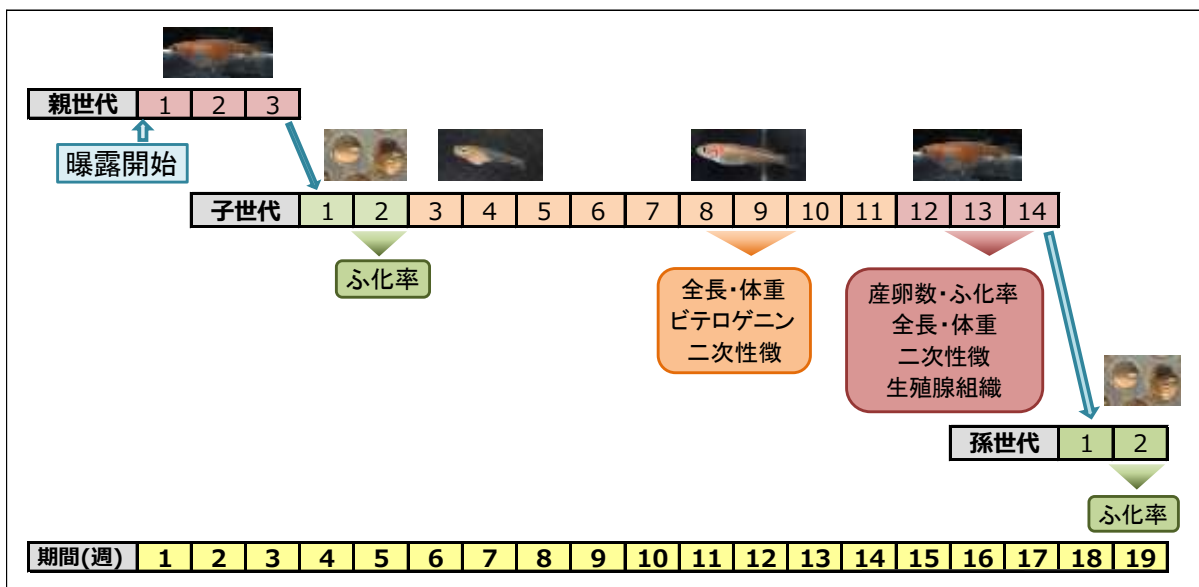 親世代 1 2 3
曝露開始
子世代 1 2 3 4 5 6 7 8 9 10 11 12 13 14
ふ化率
全長・体重
ビテロゲニン
二次性徴
産卵数・ふ化率
全長・体重
二次性徴
生殖腺組織
孫世代 1 2
ふ化率
期間(週) 1 2 3 4 5 6 7 8 9 10 11 12 13 14 15 16 17 18 19